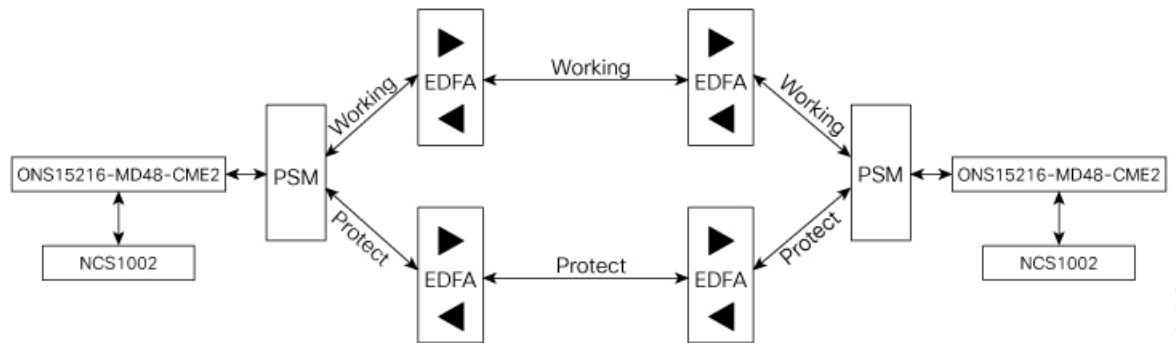 EDFA
Working
EDFA
Working
Working
ONS15216-MD48-CME2
PSM
PSM
ONS15216-MD48-CME2
Protect
Protect
NCS1002
EDFA
Protect
EDFA
NCS1002